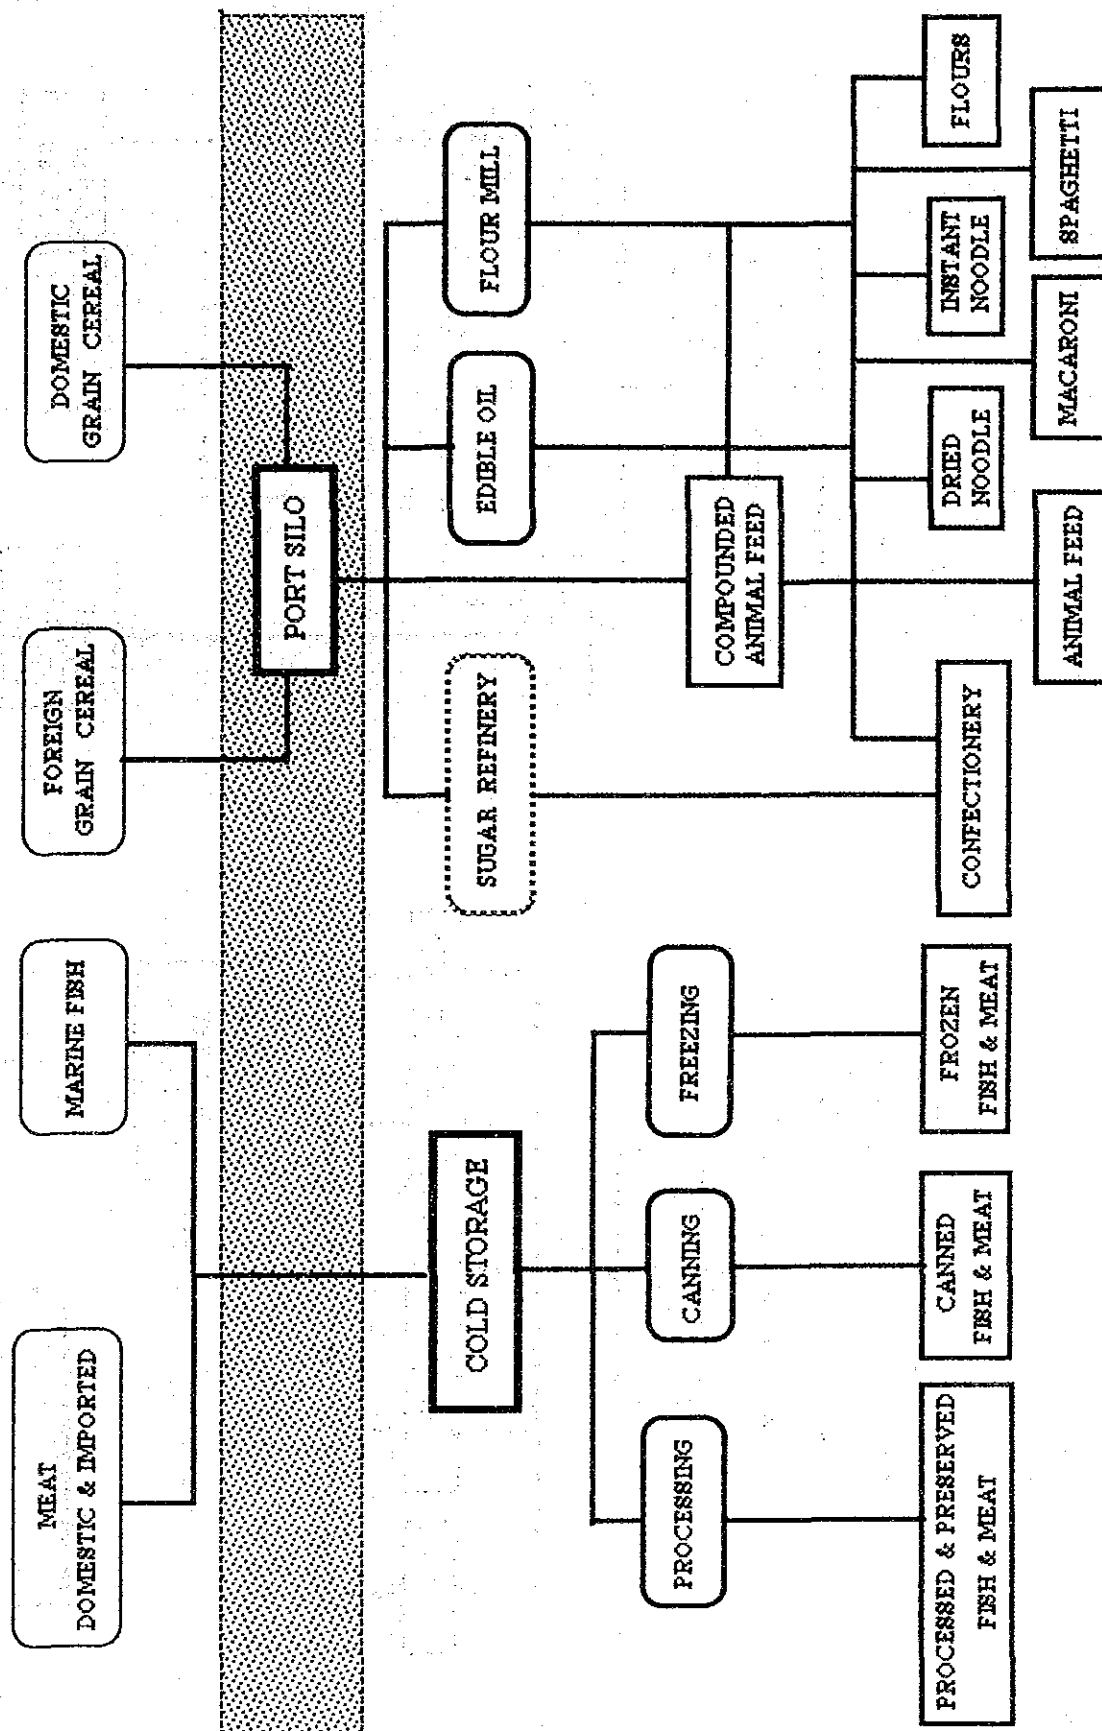 MEAT
DOMESTIC & IMPORTED
MARINE FISH
FOREIGN
GRAIN CEREAL
DOMESTIC
GRAIN CEREAL
PORT SILO
COLD STORAGE
SUGAR REFINERY
EDIBLE OIL
FLOUR MILL
PROCESSING
CANNING
FREEZING
COMPOUNDED
ANIMAL FEED
PROCESSED & PRESERVED
FISH & MEAT
CANNED
FISH & MEAT
FROZEN
FISH & MEAT
CONFECTIONERY
DRIED
NOODLE
INSTANT
NOODLE
FLOURS
ANIMAL FEED
MACARONI
SPAGHETTI